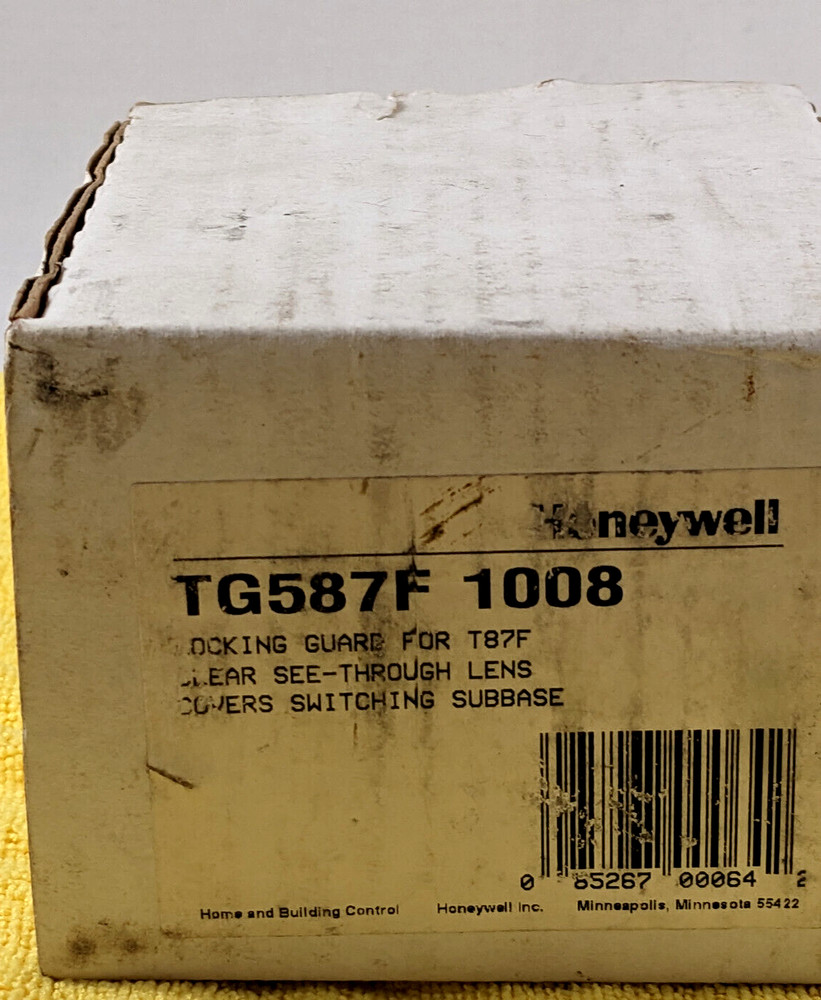 Honeywell
TG587F 1008
LOCKING GUARD FOR T87F
CLEAR SEE-THROUGH LENS
COVERS SWITCHING SUBBASE
0 85267 00064 2
Home and Building Control Honeywell Inc. Minneapolis, Minnesota 55422